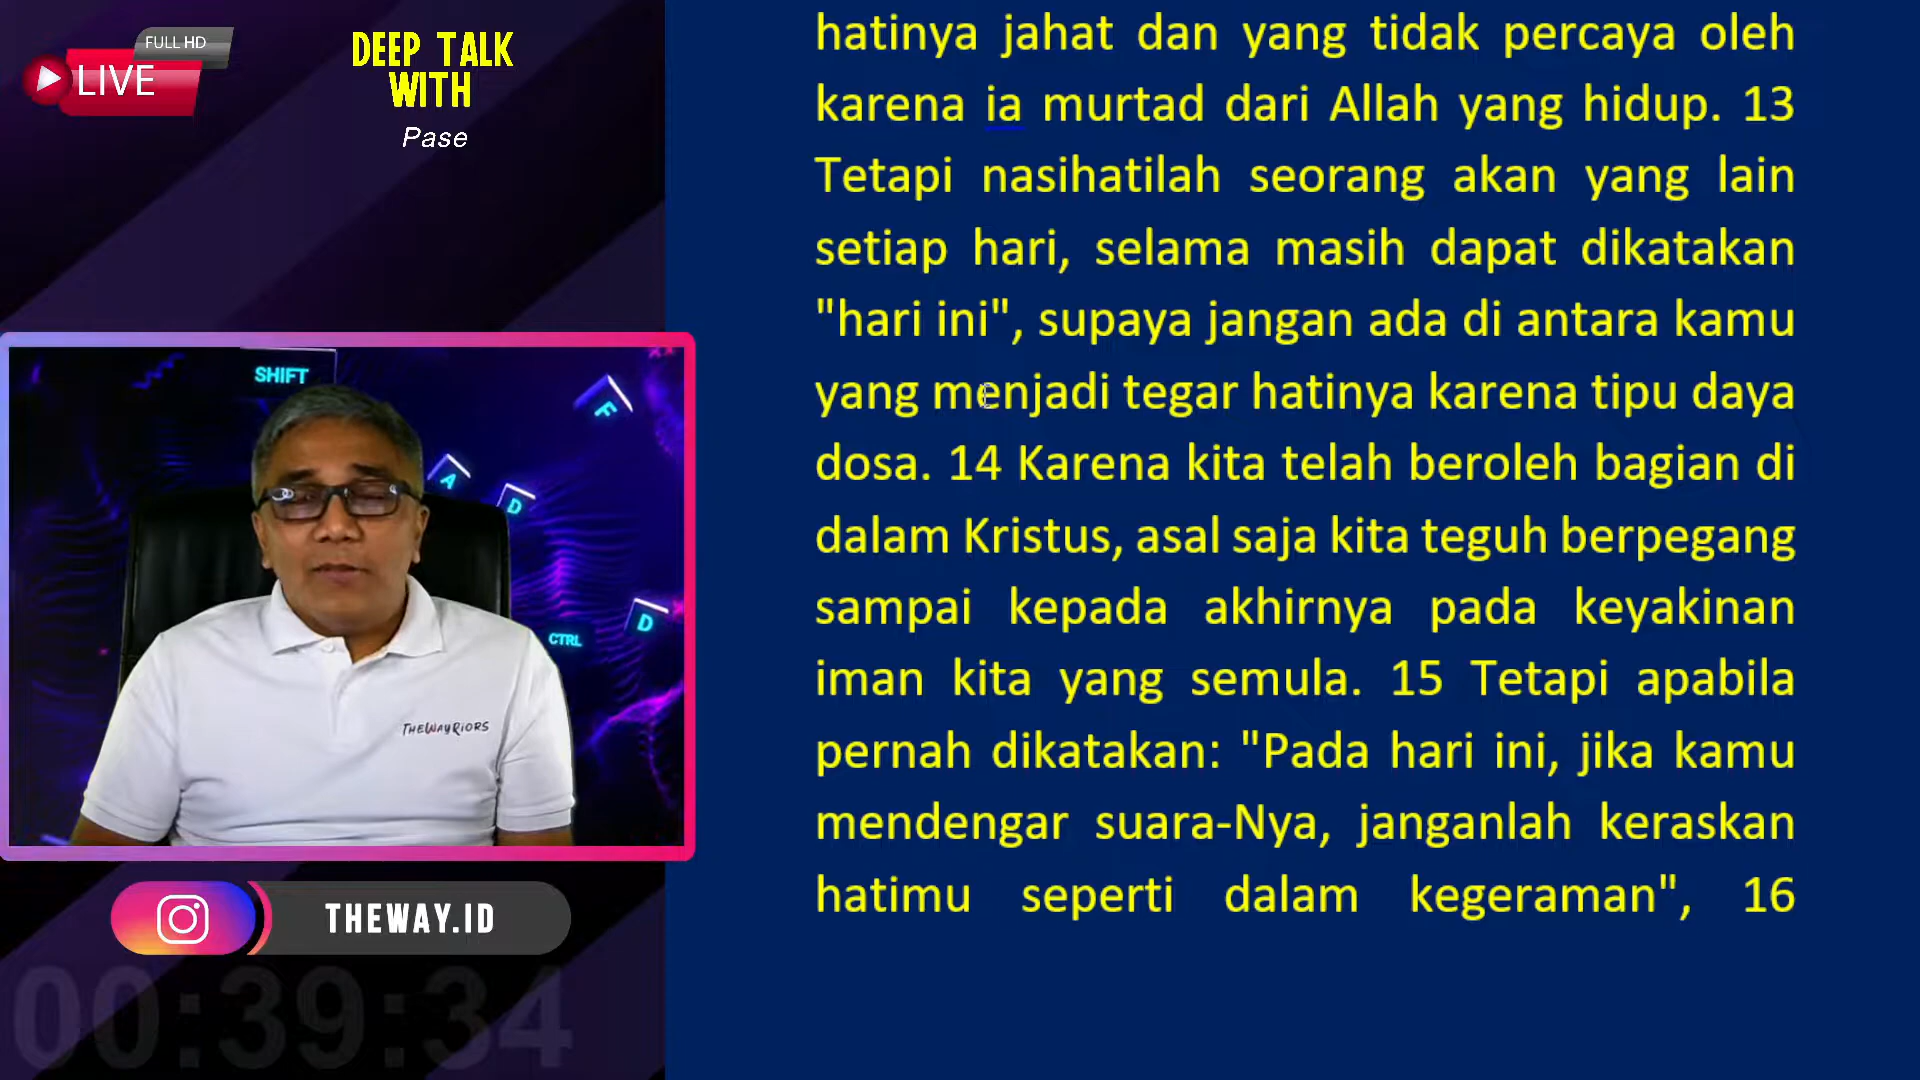 FULL HD
LIVE
DEEP TALK
WITH
Pase
SHIFT
F
A
D
D
CTRL
THEWAYRIORS
THEWAY.ID
00:39:34
hatinya jahat dan yang tidak percaya oleh
karena ia murtad dari Allah yang hidup. 13
Tetapi nasihatilah seorang akan yang lain
setiap hari, selama masih dapat dikatakan
"hari ini", supaya jangan ada di antara kamu
yang menjadi tegar hatinya karena tipu daya
dosa. 14 Karena kita telah beroleh bagian di
dalam Kristus, asal saja kita teguh berpegang
sampai kepada akhirnya pada keyakinan
iman kita yang semula. 15 Tetapi apabila
pernah dikatakan: "Pada hari ini, jika kamu
mendengar suara-Nya, janganlah keraskan
hatimu seperti dalam kegeraman", 16